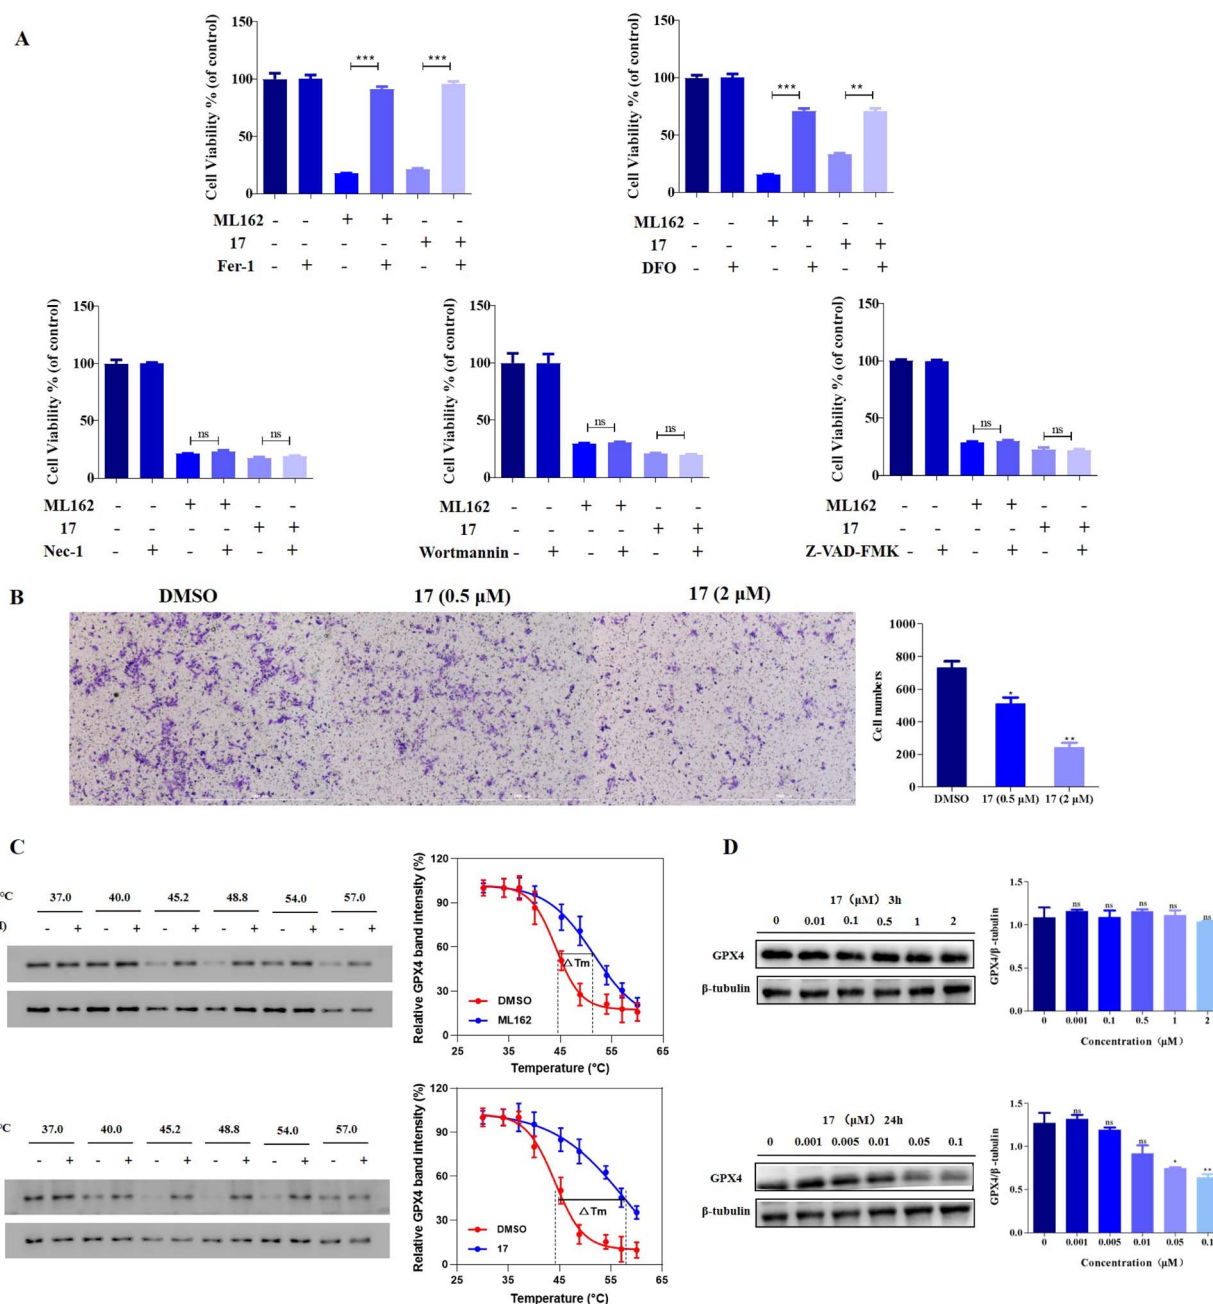 A
Cell Viability % (of control)
150
100
50
0
*** ***
ML162 - - + + - -
17 - - - - + +
Fer-1 - + - + - +
Cell Viability % (of control)
150
100
50
0
*** **
ML162 - - + + - -
17 - - - - + +
DFO - + - + - +
Cell Viability % (of control)
150
100
50
0
ns ns
ML162 - - + + - -
17 - - - - + +
Nec-1 - + - + - +
Cell Viability % (of control)
150
100
50
0
ns ns
ML162 - - + + - -
17 - - - - + +
Wortmannin - + - + - +
Cell Viability % (of control)
150
100
50
0
ns ns
ML162 - - + + - -
17 - - - - + +
Z-VAD-FMK - + - + - +
B
DMSO 17 (0.5 μM) 17 (2 μM)
Cell numbers
1000
800
600
400
200
0
* **
DMSO 17 (0.5 μM) 17 (2 μM)
C
°C 37.0 40.0 45.2 48.8 54.0 57.0
- + - + - + - + - + - +
Relative GPX4 band intensity (%)
120
90
60
30
0
△ Tm
DMSO
ML162
25 35 45 55 65
Temperature (°C)
°C 37.0 40.0 45.2 48.8 54.0 57.0
- + - + - + - + - + - +
Relative GPX4 band intensity (%)
120
90
60
30
0
△ Tm
DMSO
17
25 35 45 55 65
Temperature (°C)
D
17 (μM) 3h
0 0.01 0.1 0.5 1 2
GPX4
β-tubulin
GPX4/β -tubulin
1.5
1.0
0.5
0.0
ns ns ns ns ns
0 0.001 0.1 0.5 1 2
Concentration (μM)
17 (μM) 24h
0 0.001 0.005 0.01 0.05 0.1
GPX4
β-tubulin
GPX4/β -tubulin
1.5
1.0
0.5
0.0
ns ns ns * **
0 0.001 0.005 0.01 0.05 0.1
Concentration (μM)